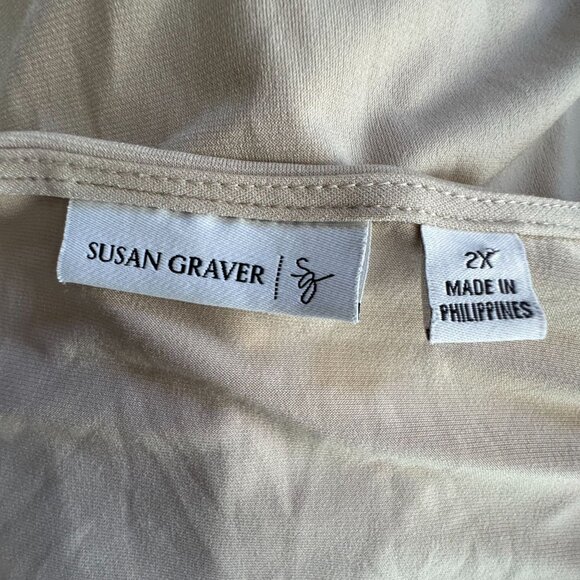 SUSAN GRAVER
sg
2X
MADE IN
PHILIPPINES